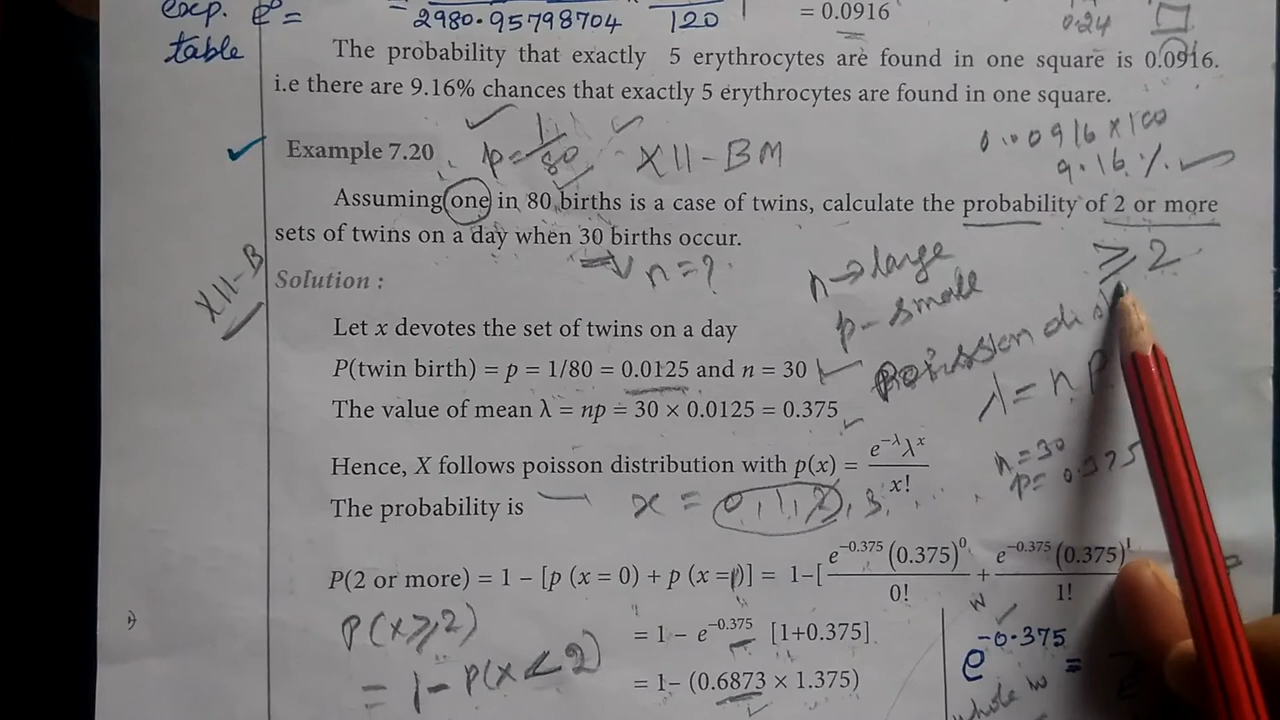 exp. e⁸ =
table
= 2980.95798704 120 = 0.0916
0.24
The probability that exactly 5 erythrocytes are found in one square is 0.0916.
i.e there are 9.16% chances that exactly 5 erythrocytes are found in one square.
0.0916 x 100
9.16 %
Example 7.20 p = 1/80 XII - BM
Assuming one in 80 births is a case of twins, calculate the probability of 2 or more
sets of twins on a day when 30 births occur.
n = ? n → large ≥ 2
XII - B
Solution :
p - small
Let x devotes the set of twins on a day
P(twin birth) = p = 1/80 = 0.0125 and n = 30
λ = n p
The value of mean λ = np = 30 × 0.0125 = 0.375
Hence, X follows poisson distribution with p(x) = e^−λ λ^x / x!
n = 30
p = 0.375
The probability is x = 0, 1, 2, 3, ...
P(2 or more) = 1 − [p (x = 0) + p (x = )] = 1−[ e^−0.375 (0.375)^0 / 0! + e^−0.375 (0.375)^1 / 1!
P(x ≥ 2)
= 1 - P(x < 2)
= 1 − e^−0.375 [1+0.375]
= 1− (0.6873 × 1.375)
e^-0.375 =
whole